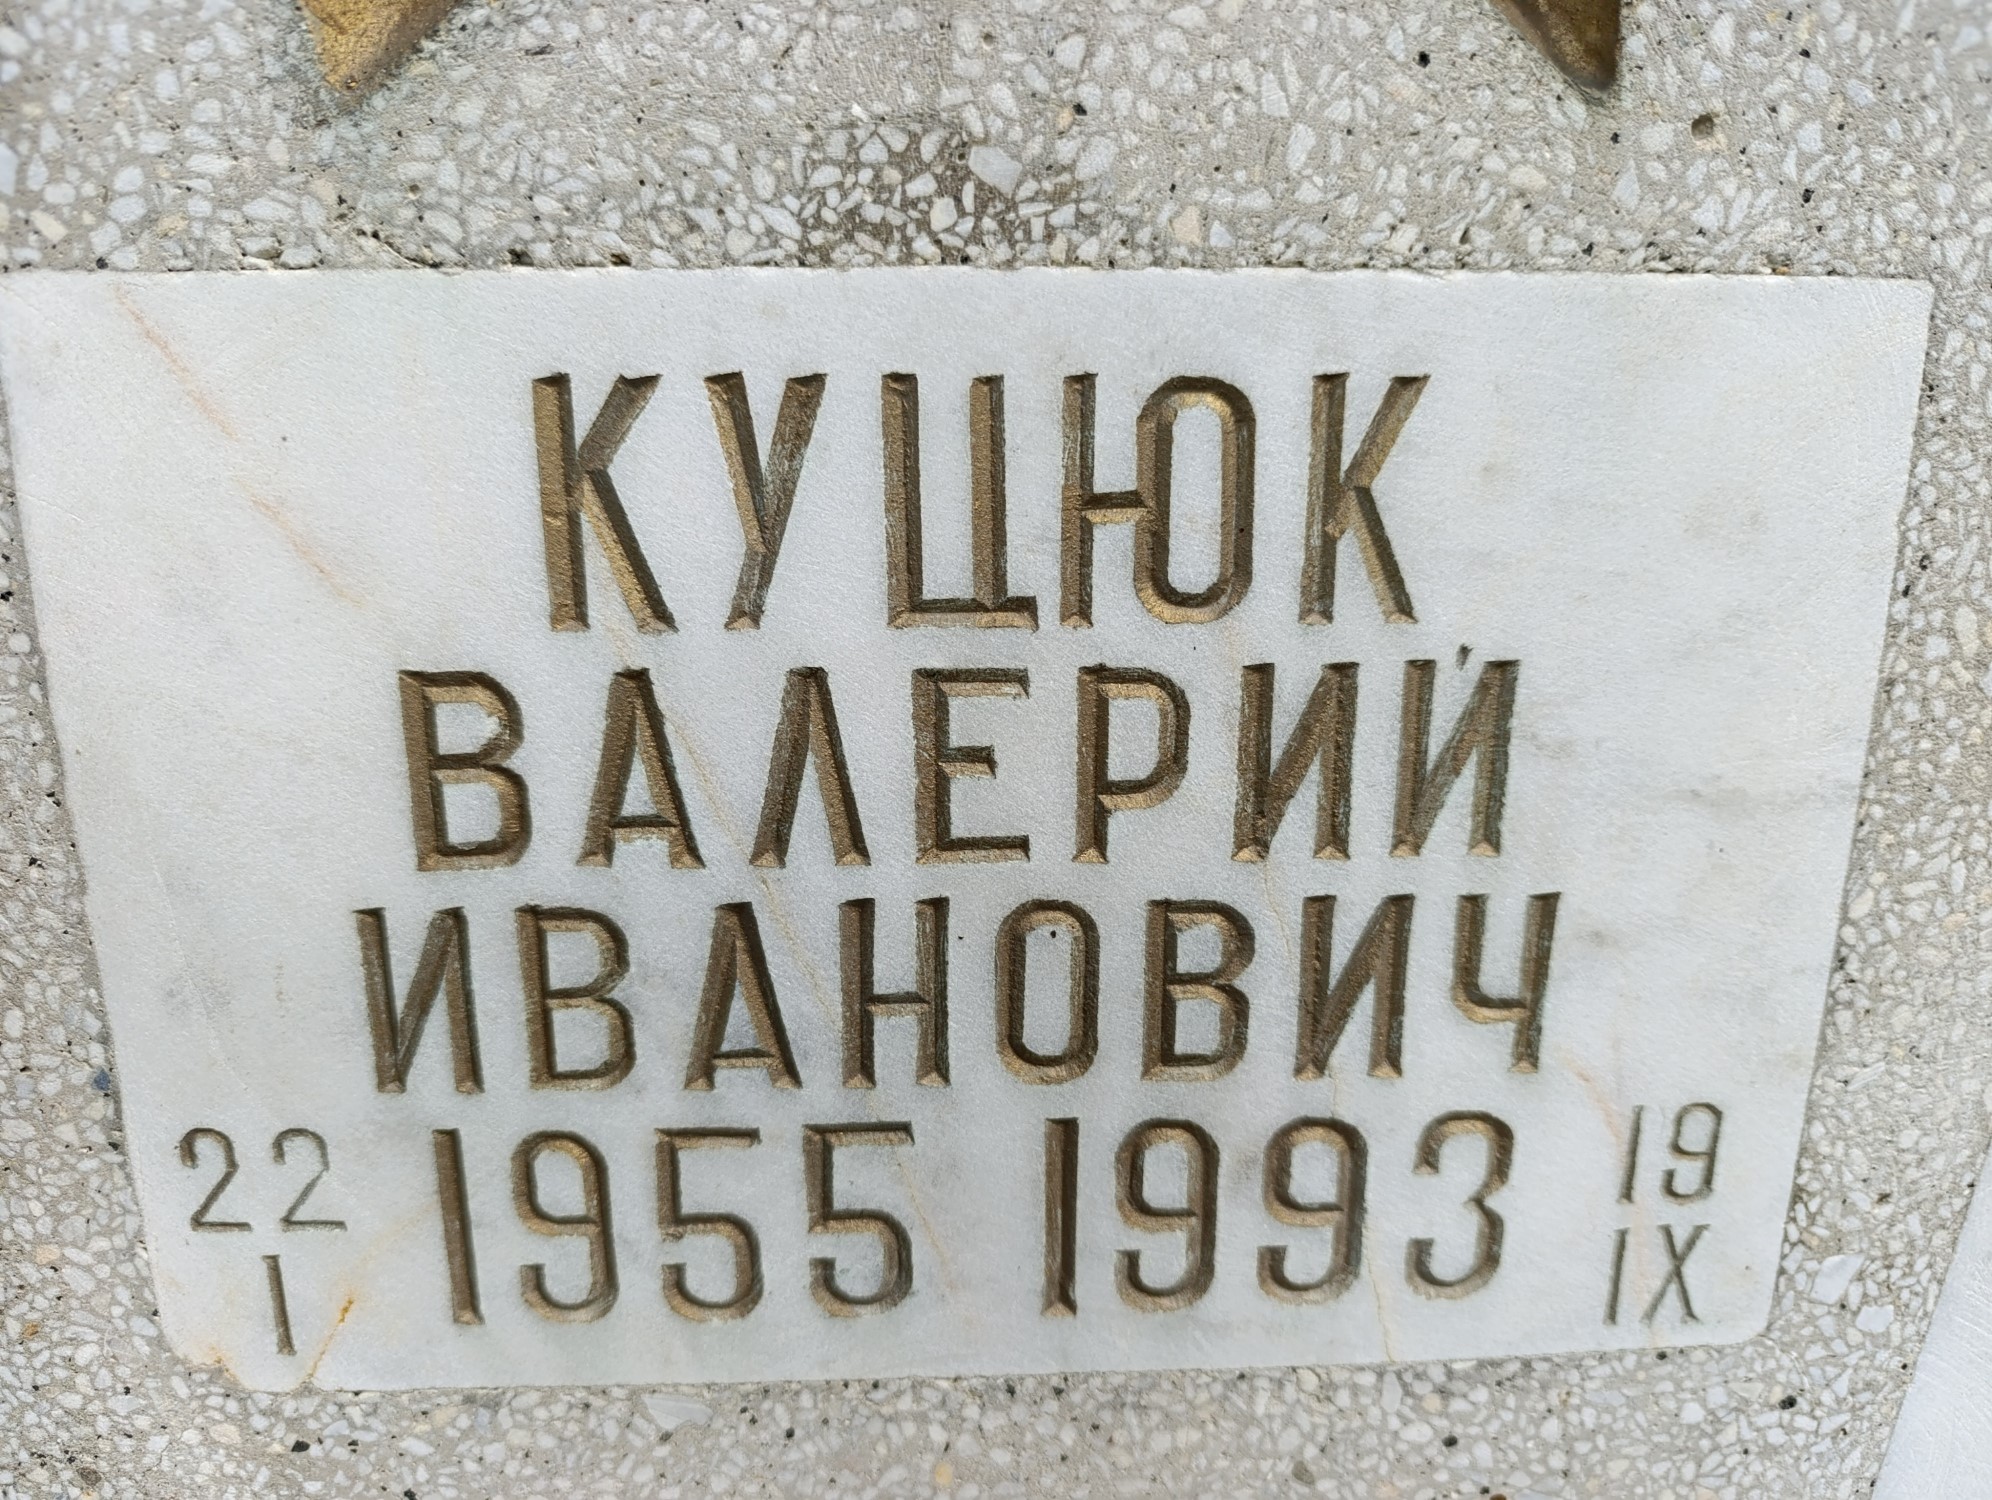 КУЦЮК
ВАЛЕРИЙ
ИВАНОВИЧ
22 1955 1993 19
I IX